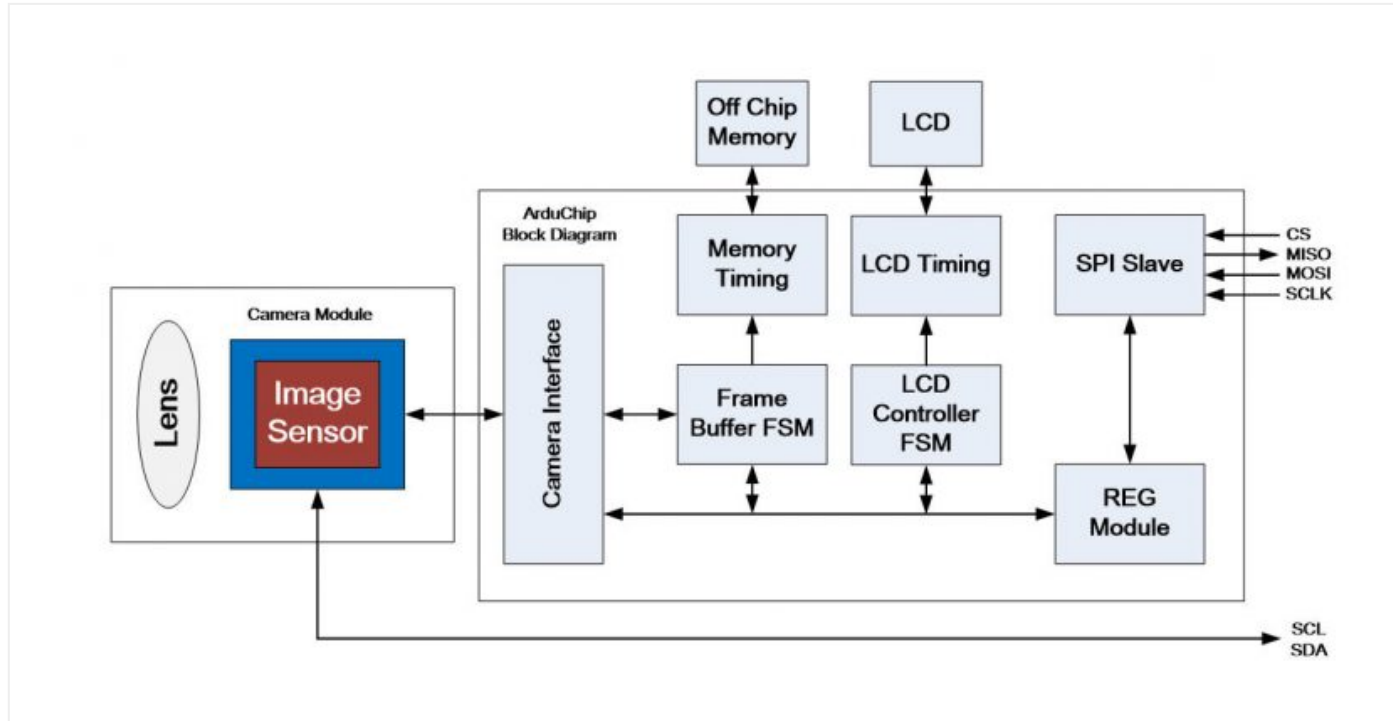 Off Chip
Memory
LCD
ArduChip
Block Diagram
Memory
Timing
LCD Timing
SPI Slave
CS
MISO
MOSI
SCLK
Camera Module
Lens
Image
Sensor
Camera Interface
Frame
Buffer FSM
LCD
Controller
FSM
REG
Module
SCL
SDA